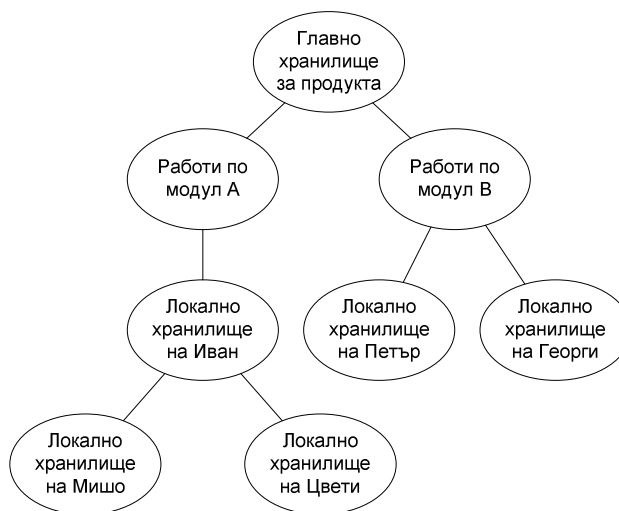 Главно
хранилище
за продукта
Работи по
модул А
Работи по
модул В
Локално
хранилище
на Иван
Локално
хранилище
на Петър
Локално
хранилище
на Георги
Локално
хранилище
на Мишо
Локално
хранилище
на Цвети